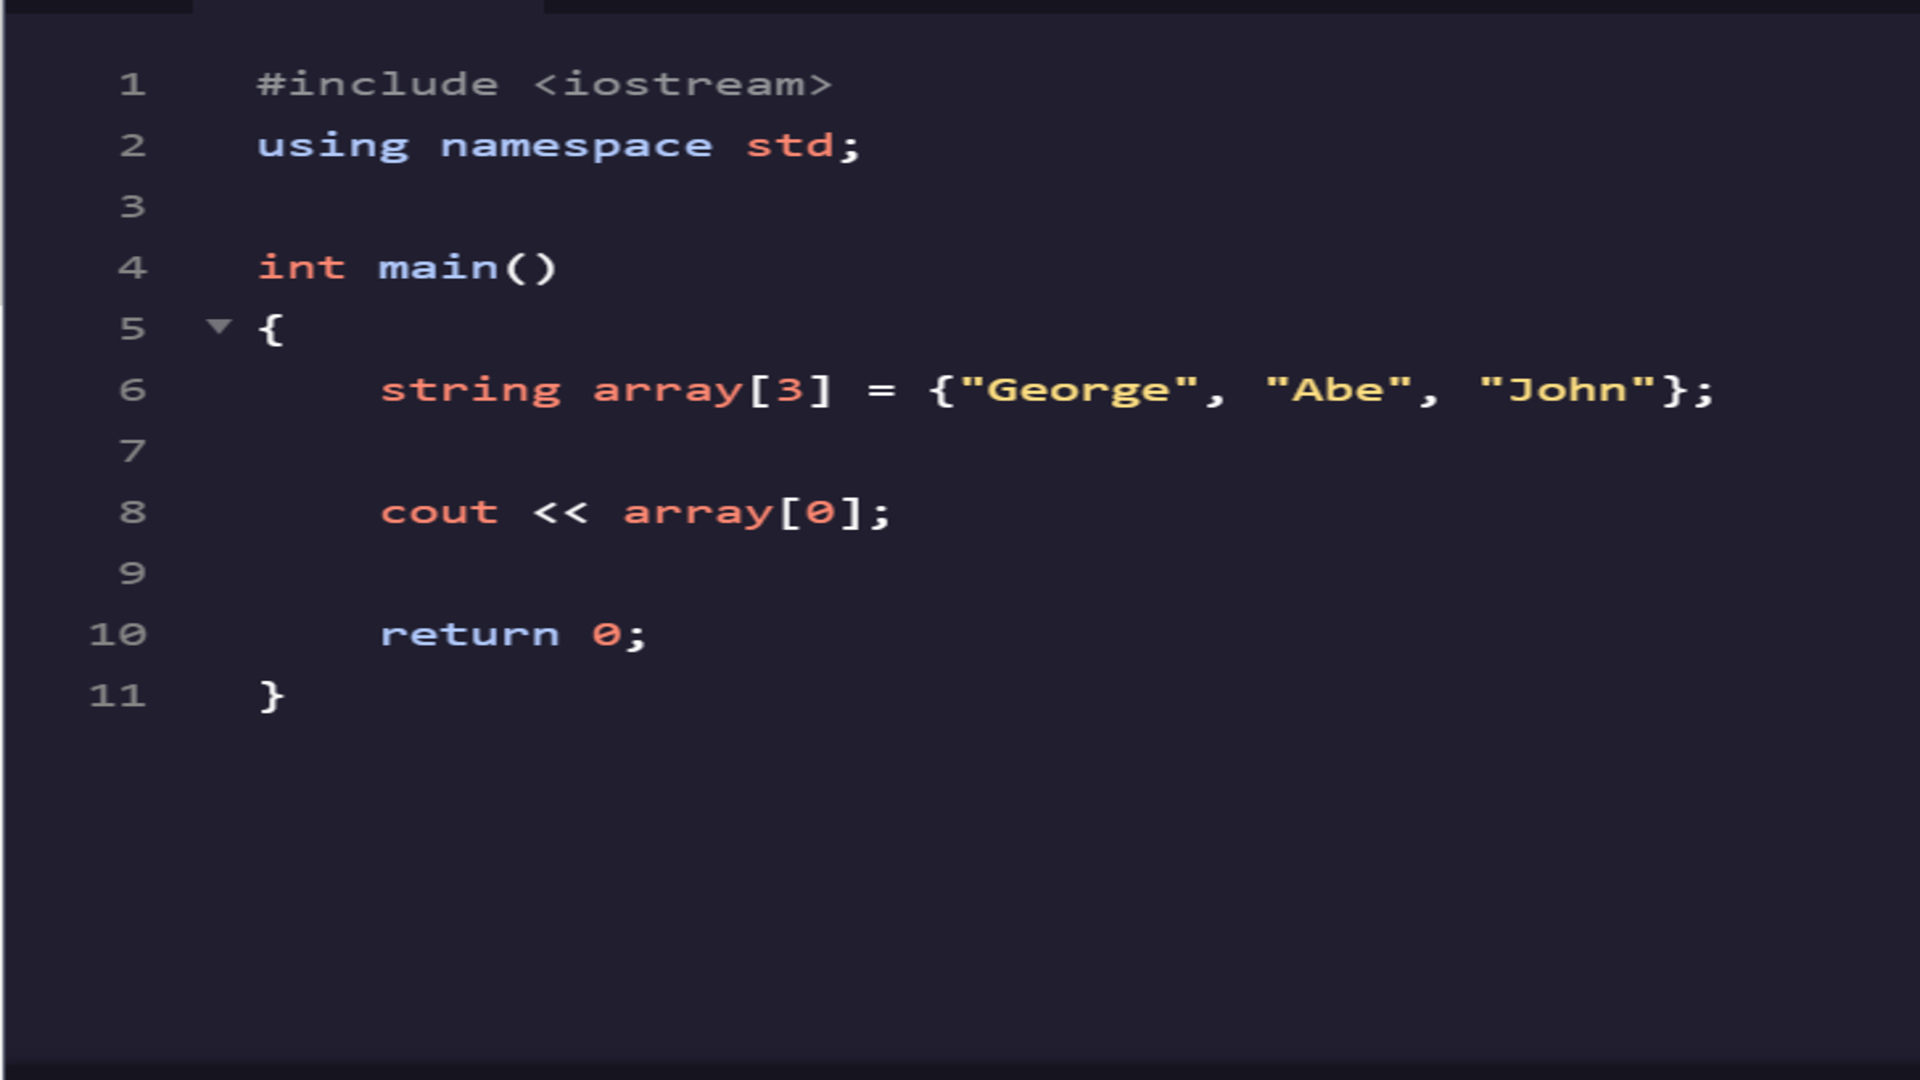 1 #include <iostream>
2 using namespace std;
3
4 int main()
5 {
6 string array[3] = {"George", "Abe", "John"};
7
8 cout << array[0];
9
10 return 0;
11 }